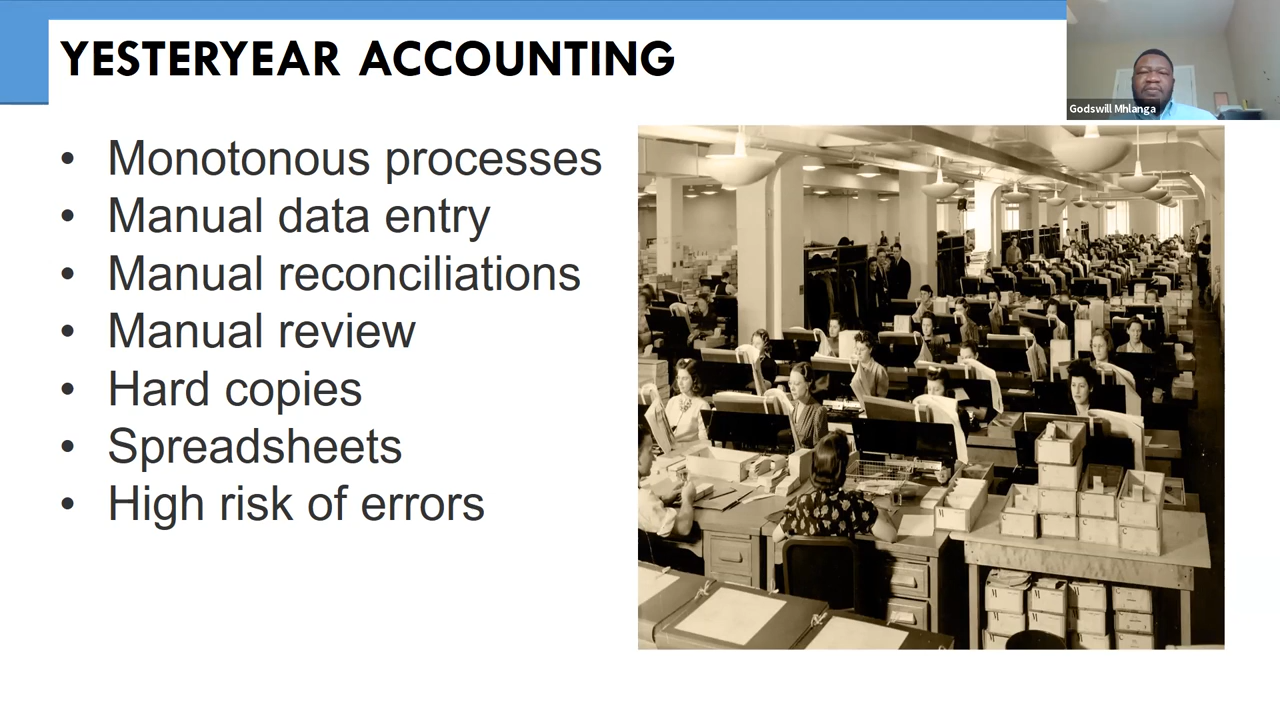 YESTERYEAR ACCOUNTING
Godswill Mhlanga
• Monotonous processes
• Manual data entry
• Manual reconciliations
• Manual review
• Hard copies
• Spreadsheets
• High risk of errors